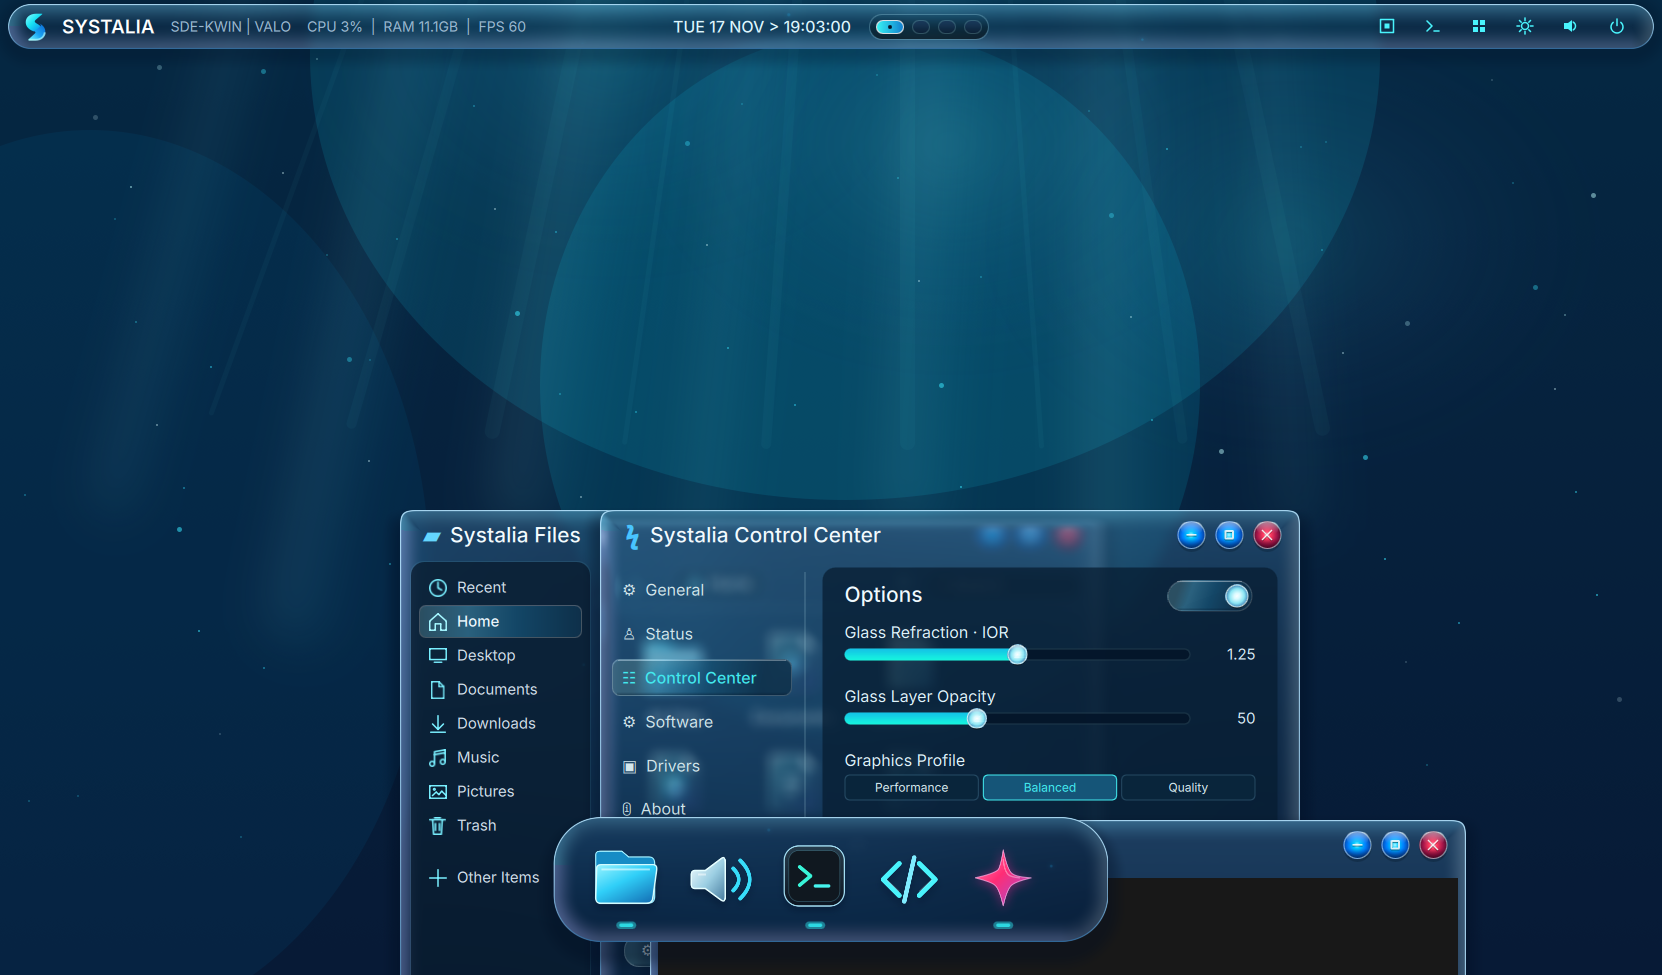 SYSTALIA SDE-KWIN | VALO CPU 3% | RAM 11.1GB | FPS 60 TUE 17 NOV > 19:03:00
Systalia Files
Recent
Home
Desktop
Documents
Downloads
Music
Pictures
Trash
Other Items
Systalia Control Center
General
Status
Control Center
Software
Drivers
About
Options
Glass Refraction · IOR
1.25
Glass Layer Opacity
50
Graphics Profile
Performance Balanced Quality